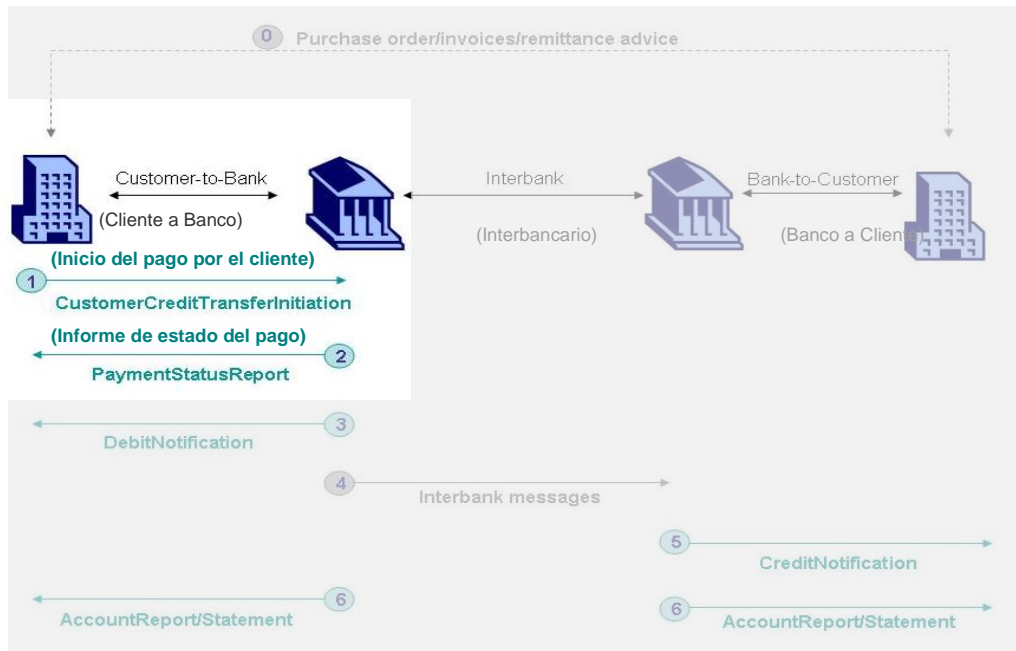 0 Purchase order/invoices/remittance advice
Customer-to-Bank
Interbank
Bank-to-Customer
(Cliente a Banco)
(Interbancario)
(Banco a Cliente)
(Inicio del pago por el cliente)
1
CustomerCreditTransferInitiation
(Informe de estado del pago)
2
PaymentStatusReport
3
DebitNotification
4
Interbank messages
5
CreditNotification
6
AccountReport/Statement
6
AccountReport/Statement